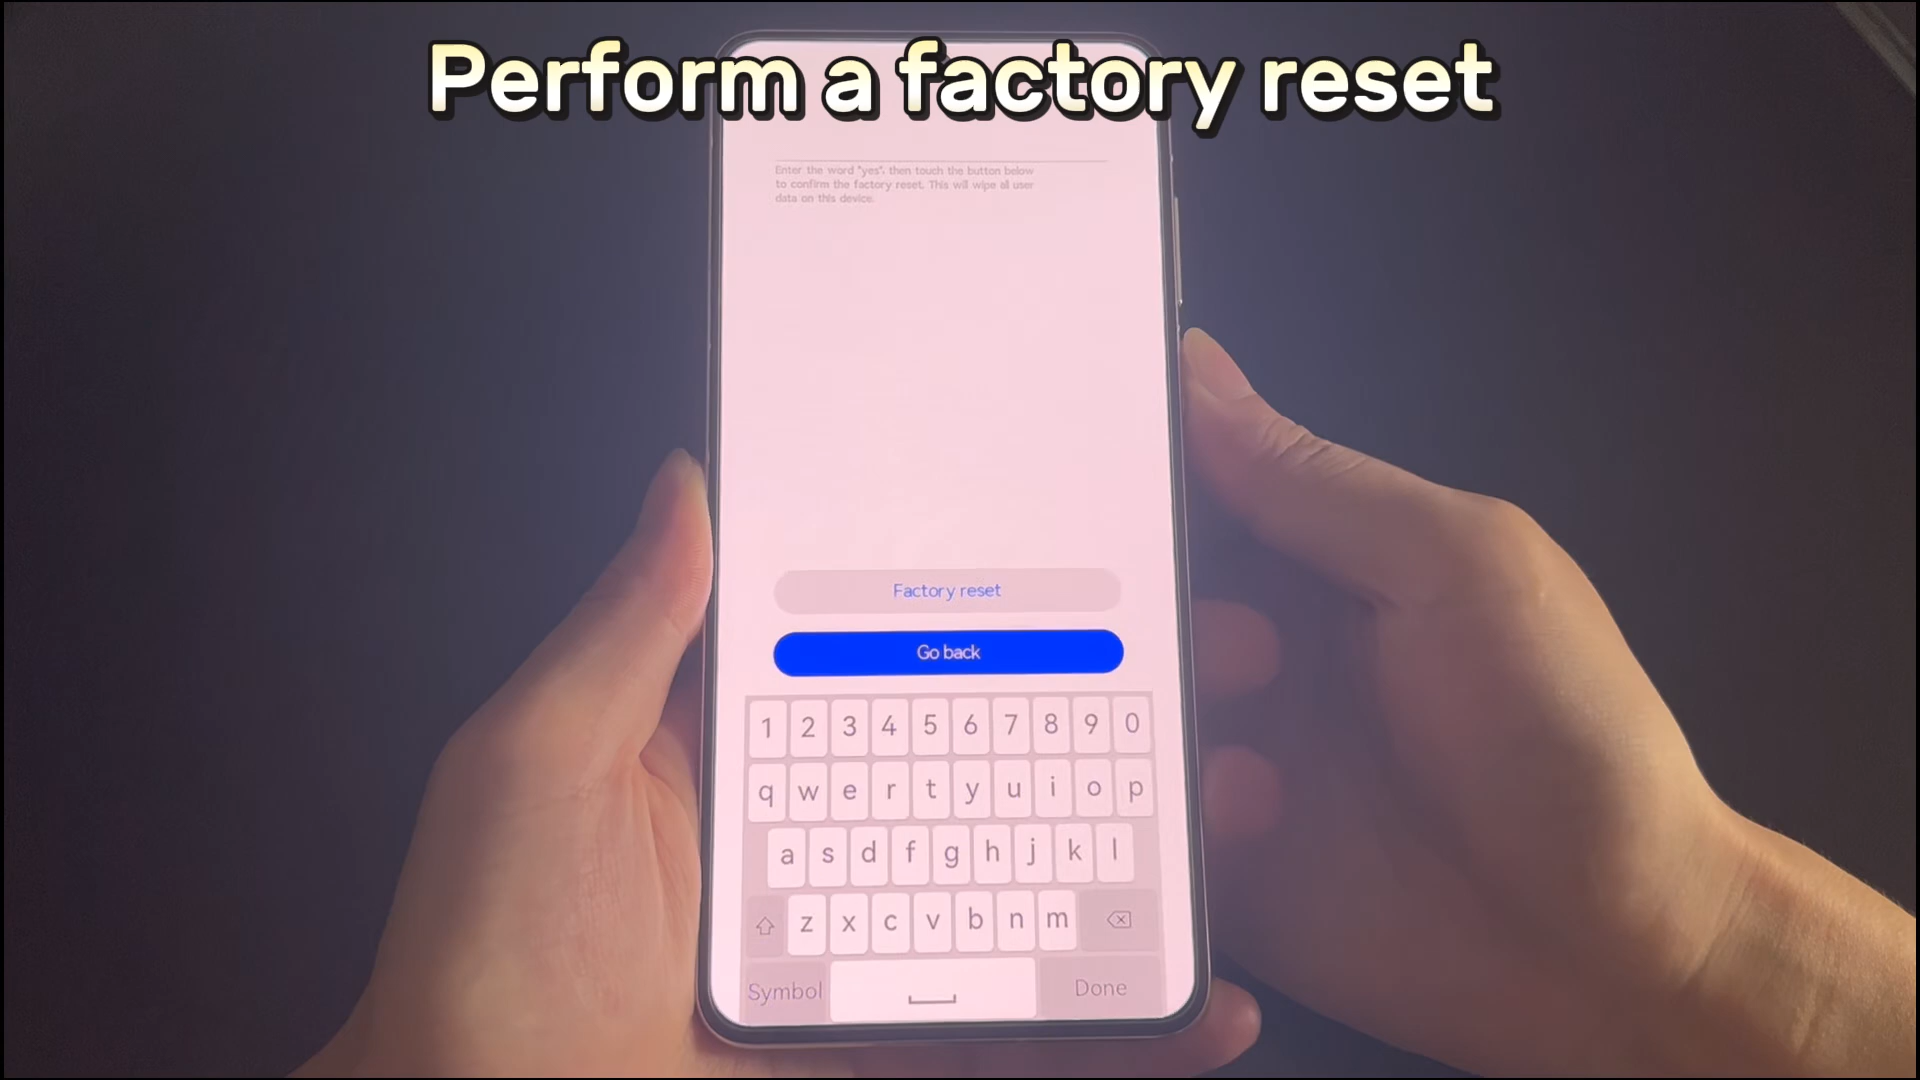 Perform a factory reset
Enter the word "yes", then touch the button below
to confirm the factory reset. This will wipe all user
data on this device.
Factory reset
Go back
1 2 3 4 5 6 7 8 9 0
q w e r t y u i o p
a s d f g h j k l
z x c v b n m
Symbol Done